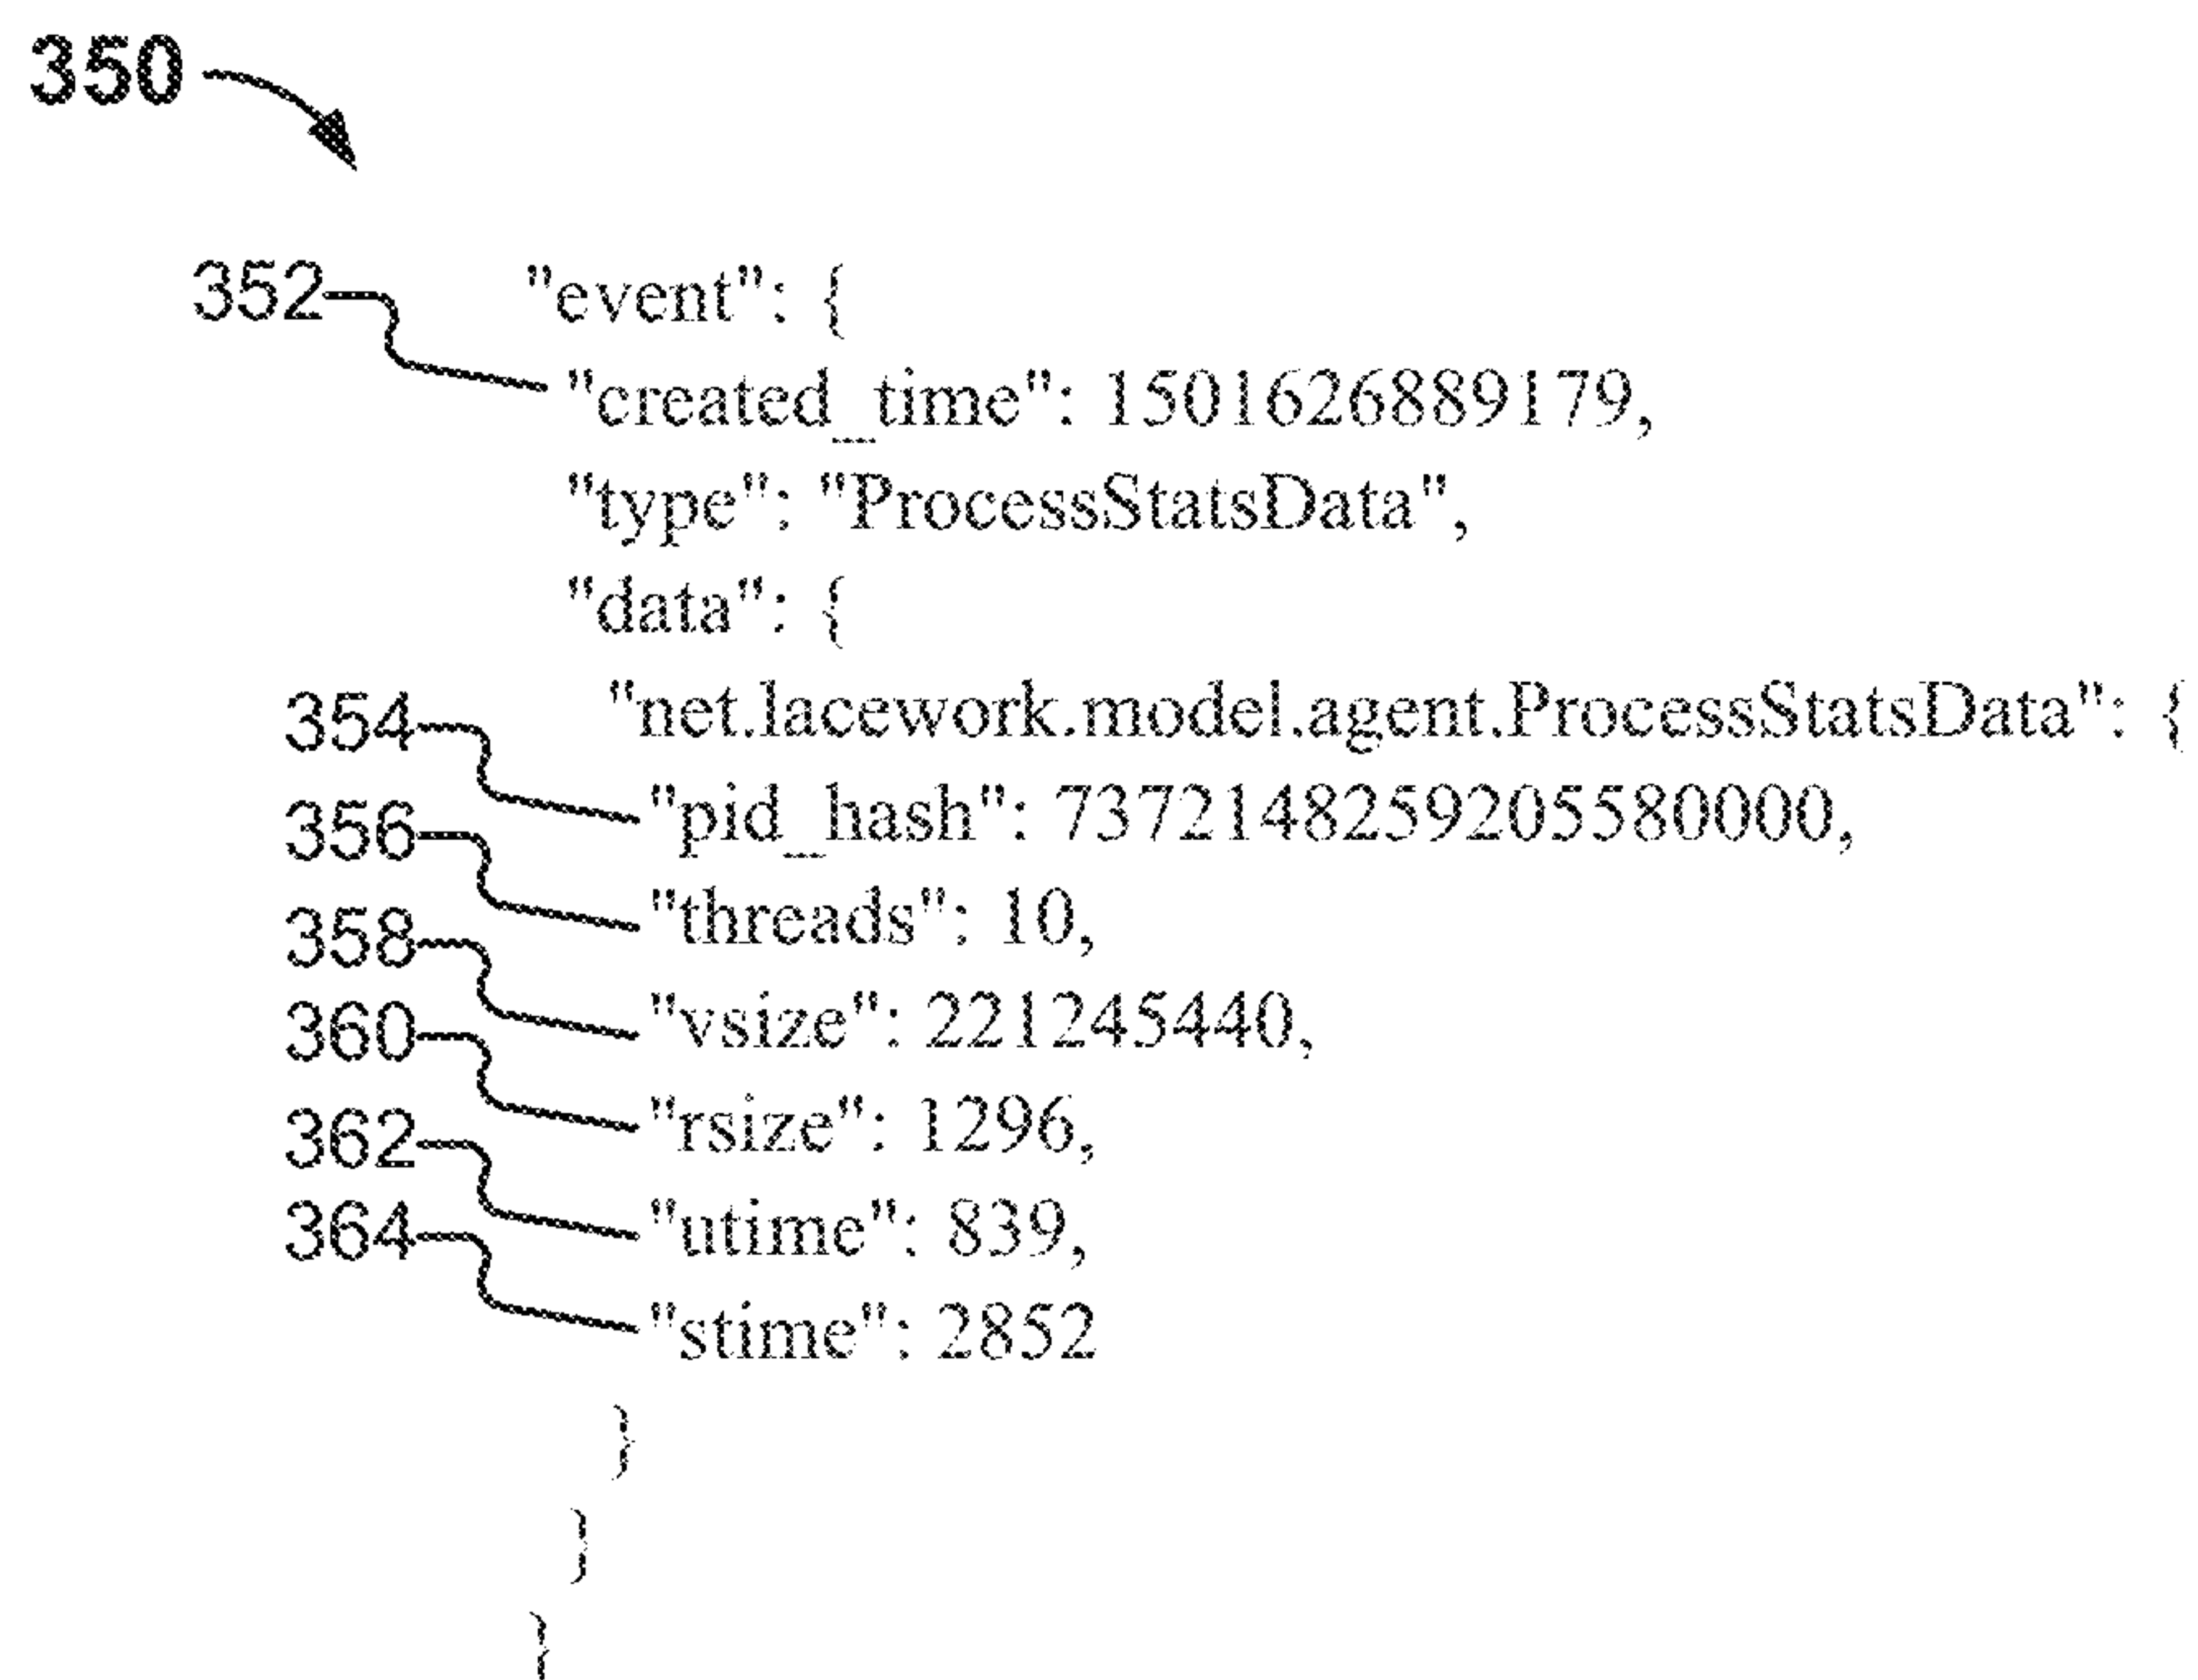 350
352 "event": {
"created_time": 1501626889179,
"type": "ProcessStatsData",
"data": {
354 "net.lacework.model.agent.ProcessStatsData": {
356 "pid_hash": 7372148259205580000,
358 "threads": 10,
360 "vsize": 221245440,
362 "rsize": 1296,
364 "utime": 839,
"stime": 2852
}
}
}